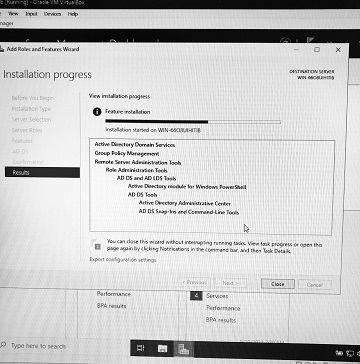 [Running] - Oracle VM VirtualBox
View Input Devices Help
Add Roles and Features Wizard
Installation progress
DESTINATION SERVER
Before You Begin
Installation Type
Server Selection
Server Roles
Features
AD DS
Confirmation
Results
View installation progress
Feature installation
Installation started on
Active Directory Domain Services
Group Policy Management
Remote Server Administration Tools
Role Administration Tools
AD DS and AD LDS Tools
Active Directory module for Windows PowerShell
AD DS Tools
Active Directory Administrative Center
AD DS Snap-Ins and Command-Line Tools
You can close this wizard without interrupting running tasks. View task progress or open this
page again by clicking Notifications in the command bar, and then Task Details.
Export configuration settings
< Previous
Next >
Close
Cancel
Performance
BPA results
4 Services
Performance
BPA results
Type here to search